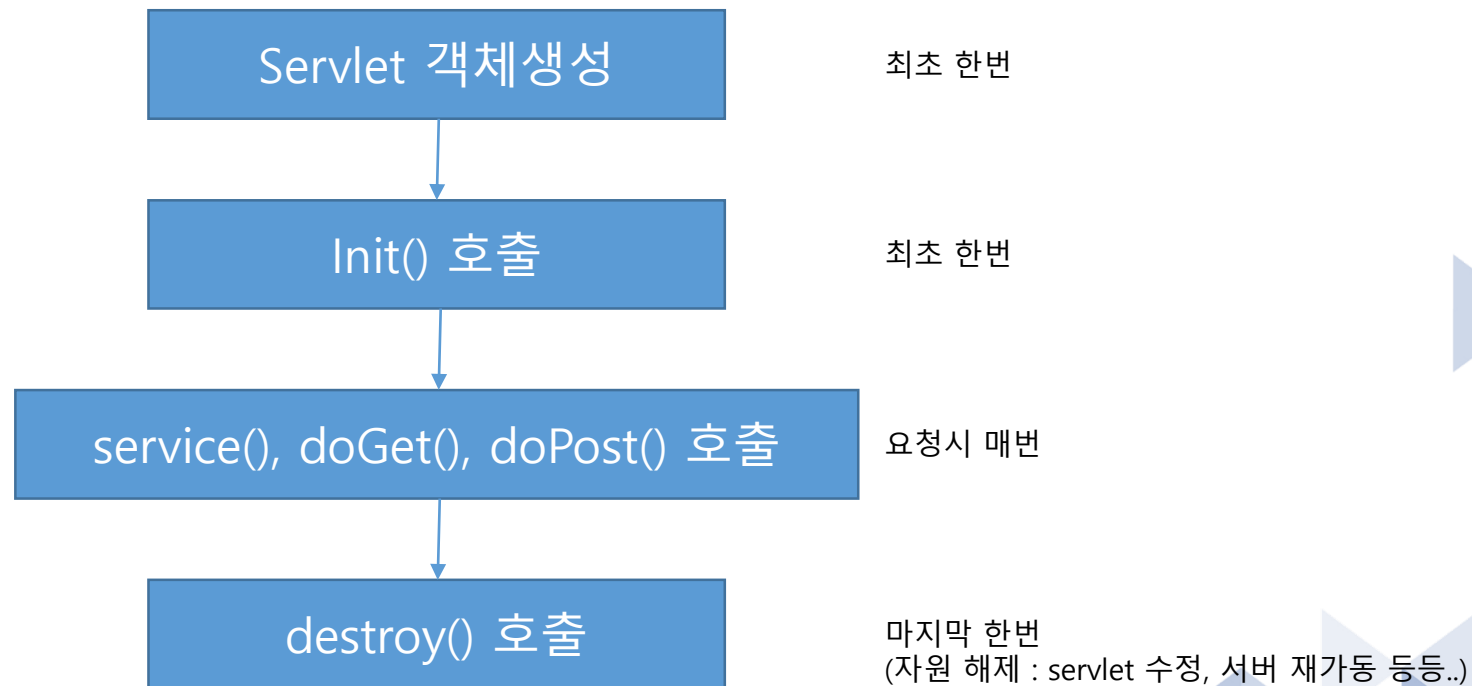 Servlet 객체생성
최초 한번
Init() 호출
최초 한번
service(), doGet(), doPost() 호출
요청시 매번
destroy() 호출
마지막 한번
(자원 해제 : servlet 수정, 서버 재가동 등등..)